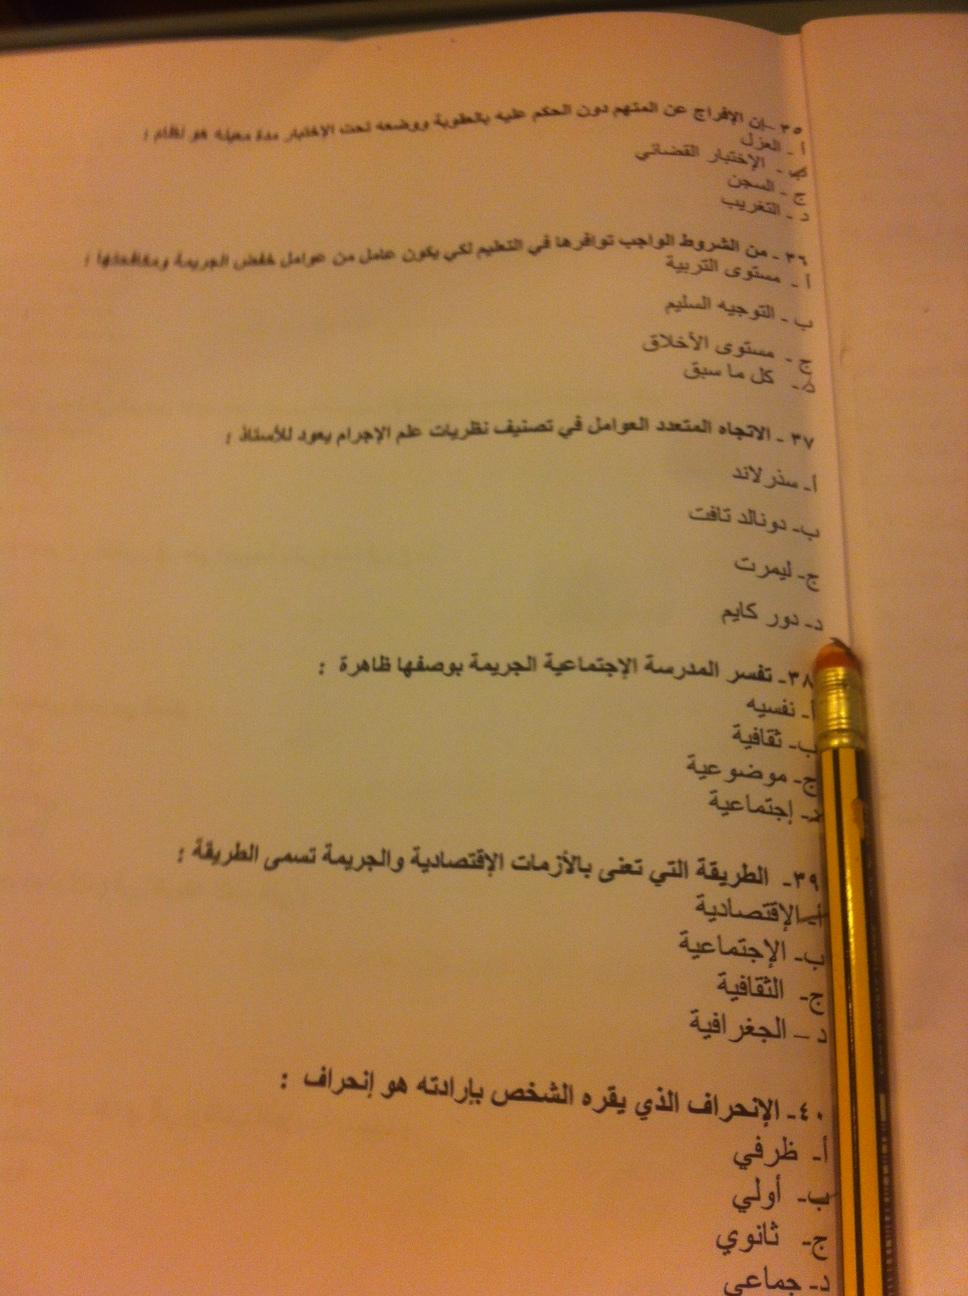 ٣٥ -إن الإفراج عن المتهم دون الحكم عليه بالعقوبة ووضعه تحت الإختبار مدة معينة هو نظام :
أ - العزل
ب - الإختبار القضائي
ج - السجن
د - التغريب
٣٦ - من الشروط الواجب توافرها في التعليم لكي يكون عامل من عوامل خفض الجريمة ومكافحتها :
أ - مستوى التربية
ب - التوجيه السليم
ج - مستوى الأخلاق
د - كل ما سبق
٣٧ - الاتجاه المتعدد العوامل في تصنيف نظريات علم الإجرام يعود للأستاذ :
أ- سذرلاند
ب- دونالد تافت
ج- ليمرت
د- دور كايم
٣٨- تفسر المدرسة الإجتماعية الجريمة بوصفها ظاهرة :
أ- نفسيه
ب- ثقافية
ج- موضوعية
د- إجتماعية
٣٩- الطريقة التي تعنى بالأزمات الإقتصادية والجريمة تسمى الطريقة :
أ- الإقتصادية
ب- الإجتماعية
ج- الثقافية
د – الجغرافية
٤٠- الإنحراف الذي يقره الشخص بإرادته هو إنحراف :
أ- ظرفي
ب- أولي
ج- ثانوي
د- جماعي